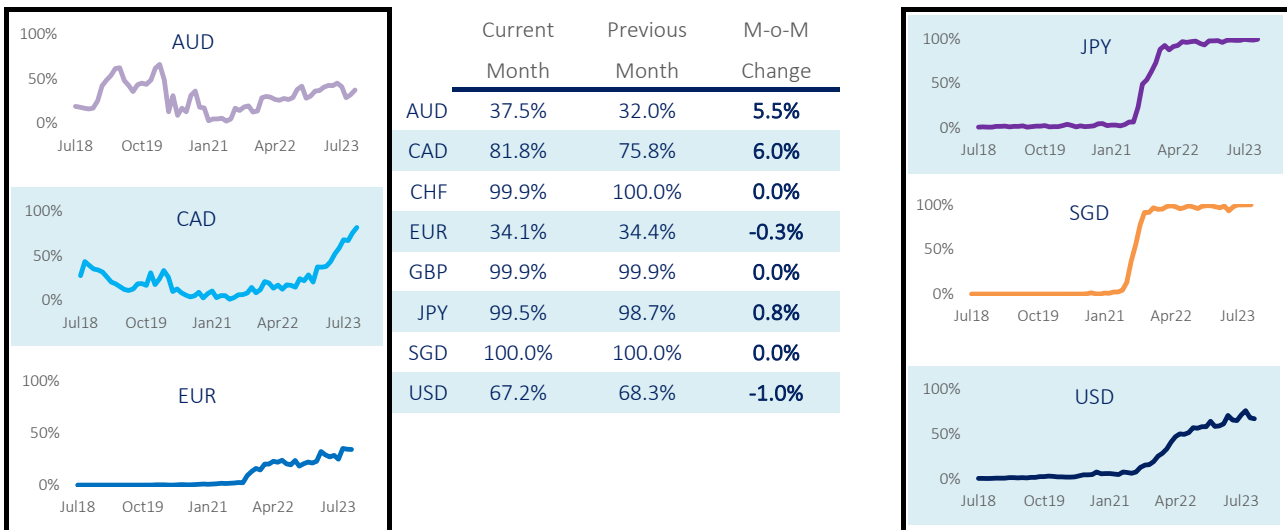 AUD
100%
50%
0%
Jul18 Oct19 Jan21 Apr22 Jul23
CAD
100%
50%
0%
Jul18 Oct19 Jan21 Apr22 Jul23
EUR
100%
50%
0%
Jul18 Oct19 Jan21 Apr22 Jul23
Current Previous M-o-M
Month Month Change
AUD 37.5% 32.0% 5.5%
CAD 81.8% 75.8% 6.0%
CHF 99.9% 100.0% 0.0%
EUR 34.1% 34.4% -0.3%
GBP 99.9% 99.9% 0.0%
JPY 99.5% 98.7% 0.8%
SGD 100.0% 100.0% 0.0%
USD 67.2% 68.3% -1.0%
JPY
100%
50%
0%
Jul18 Oct19 Jan21 Apr22 Jul23
SGD
100%
50%
0%
Jul18 Oct19 Jan21 Apr22 Jul23
USD
100%
50%
0%
Jul18 Oct19 Jan21 Apr22 Jul23